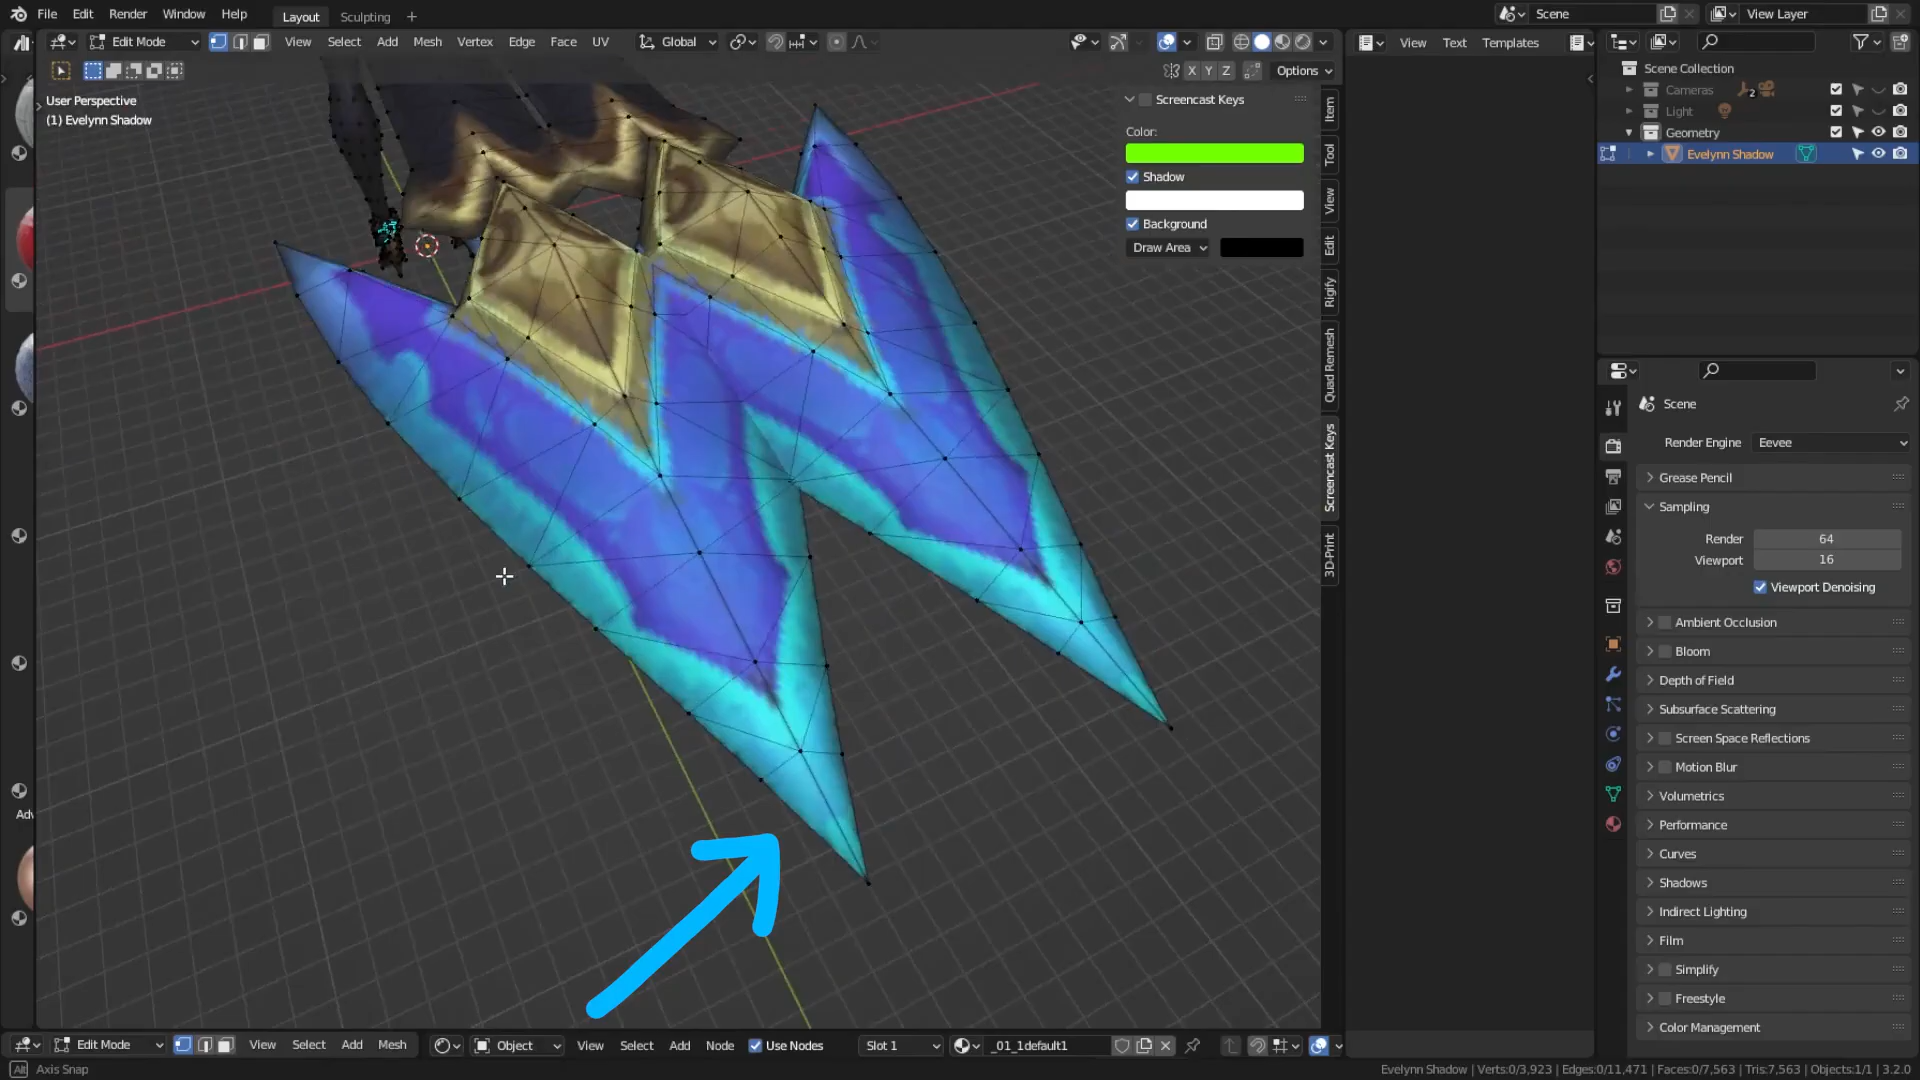 File Edit Render Window Help Layout Sculpting + Scene View Layer
Edit Mode View Select Add Mesh Vertex Edge Face UV Global View Text Templates
X Y Z Options
User Perspective
(1) Evelynn Shadow
Screencast Keys
Color:
Shadow
Background
Draw Area
Item
Tool
View
Edit
Rigify
Quad Remesh
Screencast Keys
3D-Print
Scene Collection
Cameras 2
Light
Geometry
Evelynn Shadow
Scene
Render Engine Eevee
Grease Pencil
Sampling
Render 64
Viewport 16
Viewport Denoising
Ambient Occlusion
Bloom
Depth of Field
Subsurface Scattering
Screen Space Reflections
Motion Blur
Volumetrics
Performance
Curves
Shadows
Indirect Lighting
Film
Simplify
Freestyle
Color Management
Adv
Edit Mode View Select Add Mesh Object View Select Add Node Use Nodes Slot 1 _01_1default1
Alt Axis Snap
Evelynn Shadow | Verts:0/3,923 | Edges:0/11,471 | Faces:0/7,563 | Tris:7,563 | Objects:1/1 | 3.2.0